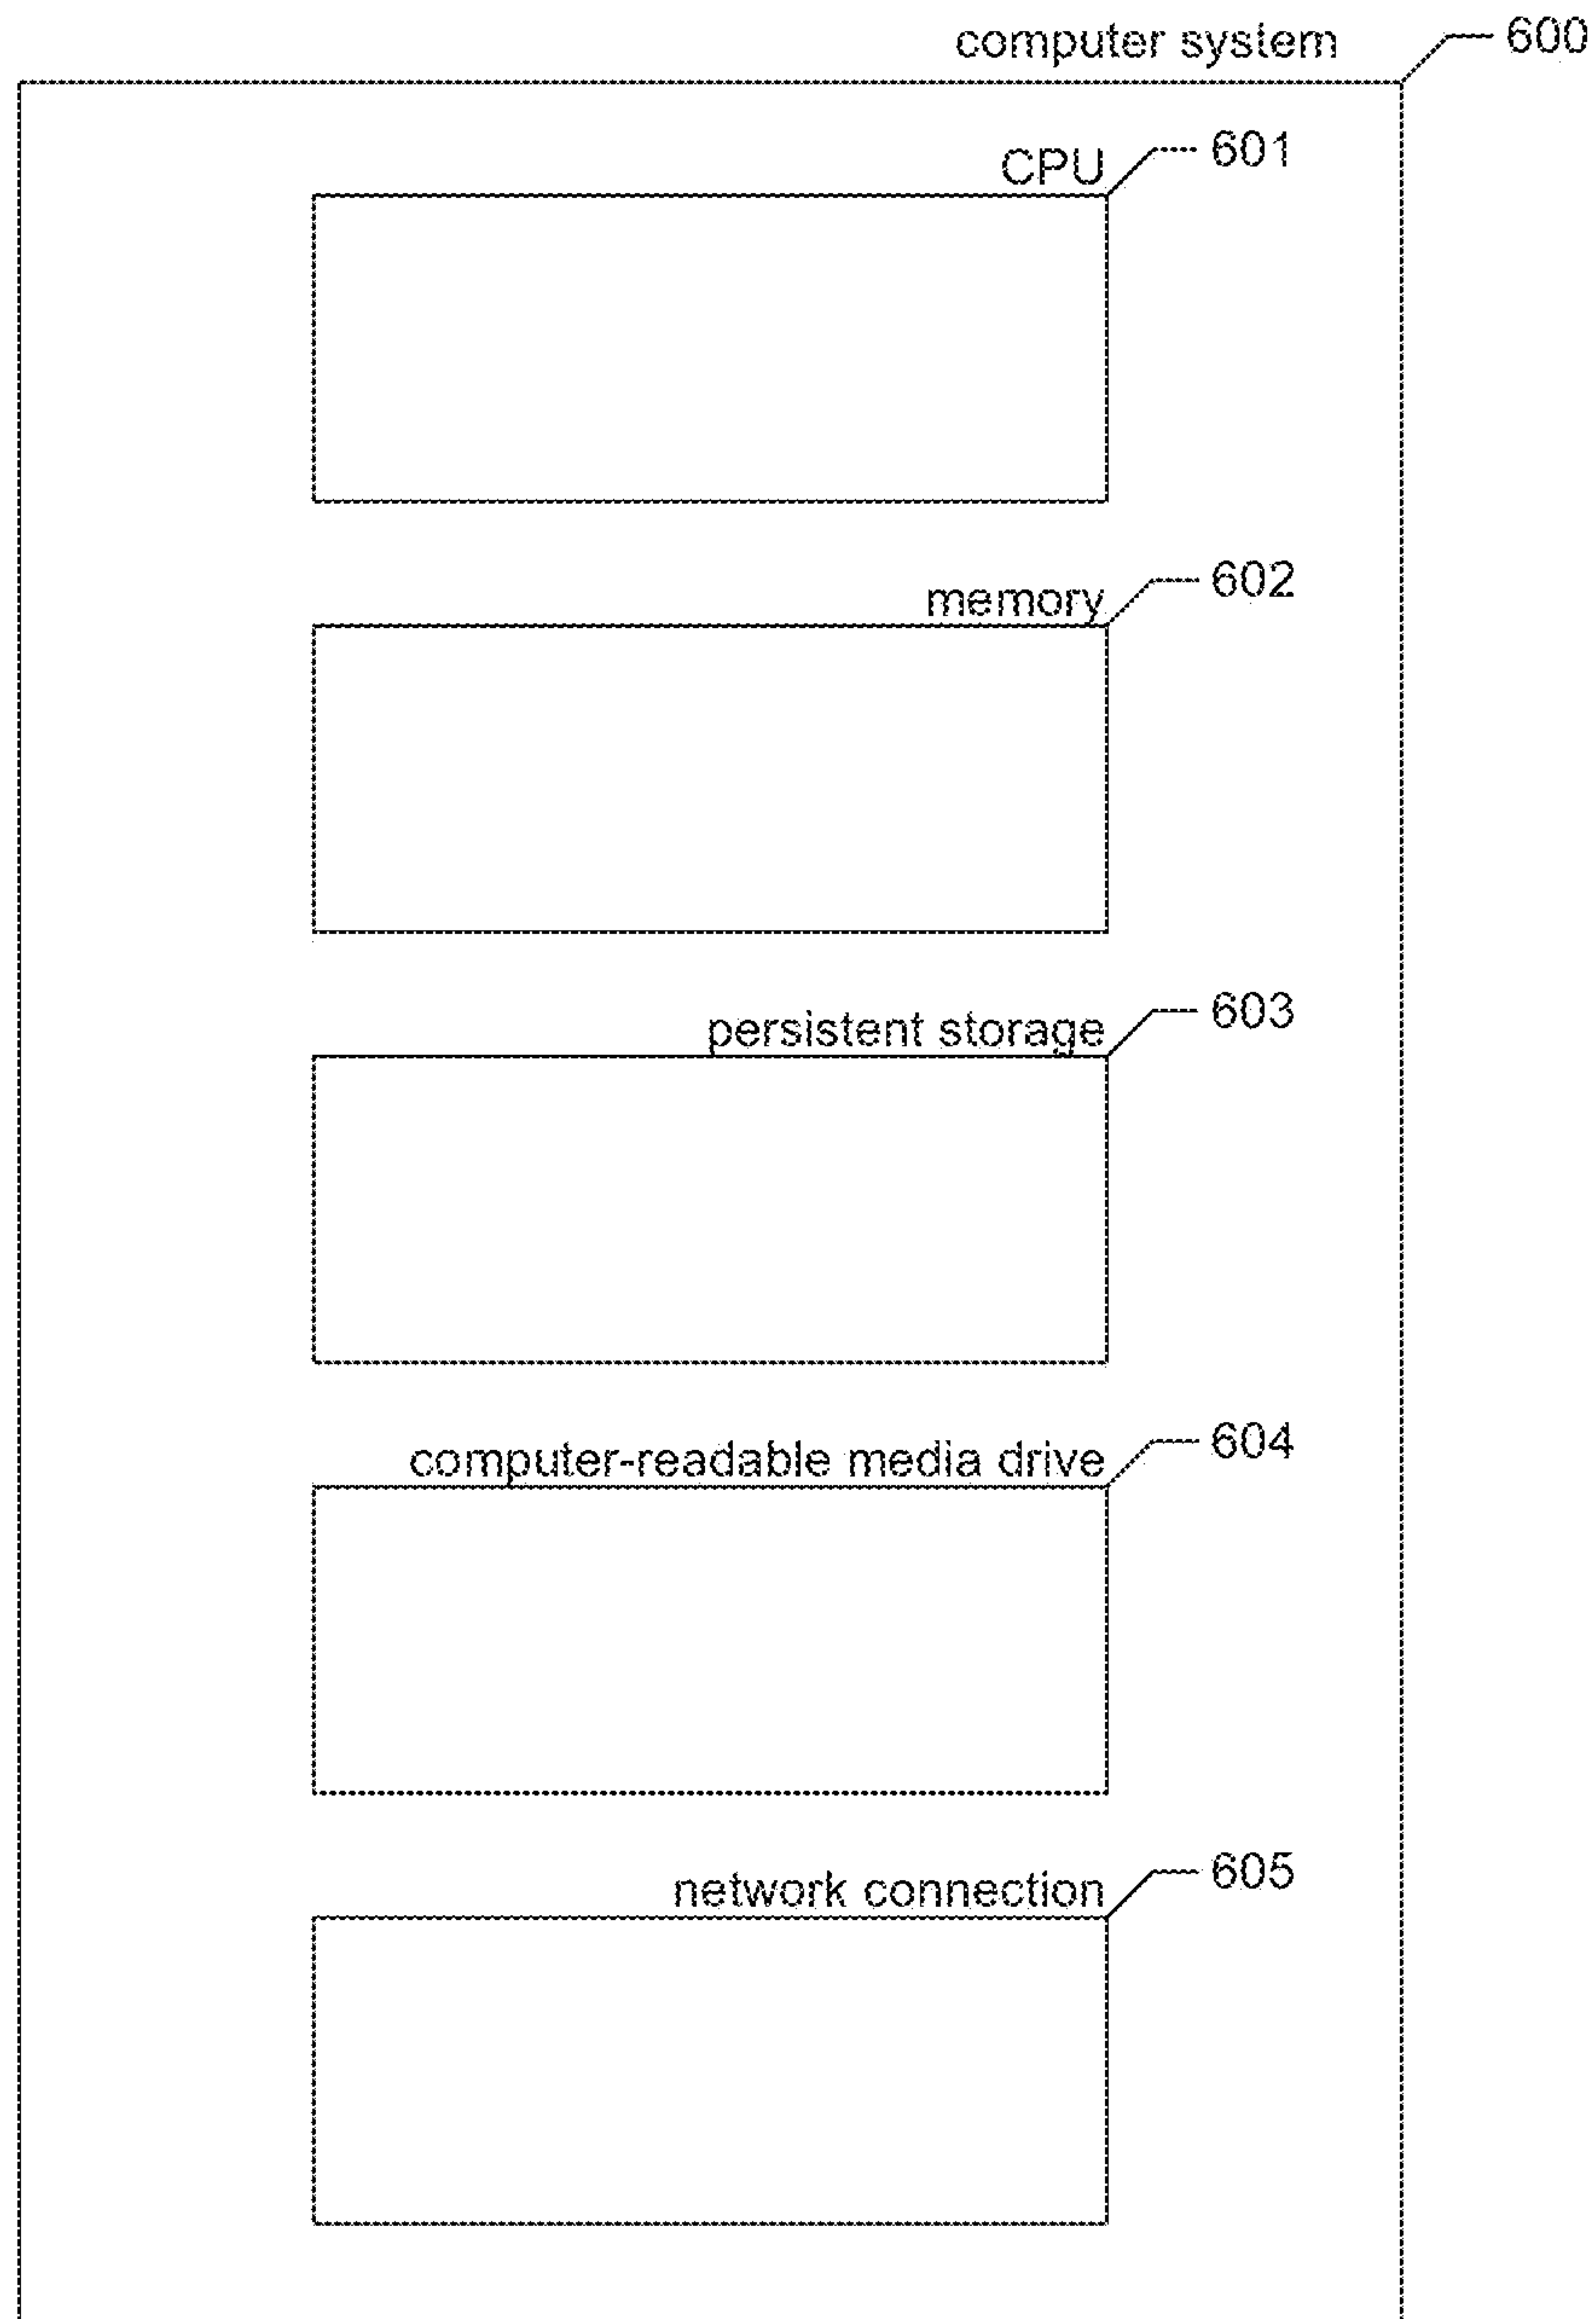 computer system 600
CPU 601
memory 602
persistent storage 603
computer-readable media drive 604
network connection 605